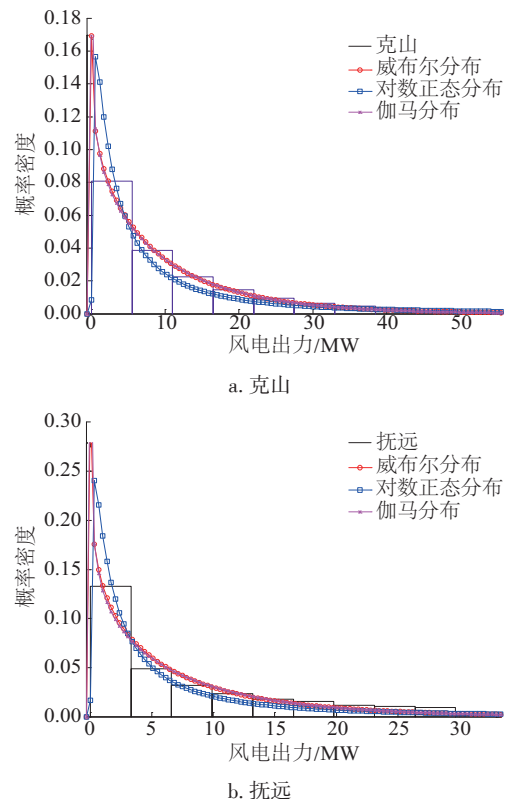 0.18
0.16
0.14
0.12
0.10
0.08
0.06
0.04
0.02
0.00
概率密度
克山
威布尔分布
对数正态分布
伽马分布
0 10 20 30 40 50
风电出力/MW
a. 克山
0.30
0.25
0.20
0.15
0.10
0.05
0.00
概率密度
抚远
威布尔分布
对数正态分布
伽马分布
0 5 10 15 20 25 30
风电出力/MW
b. 抚远